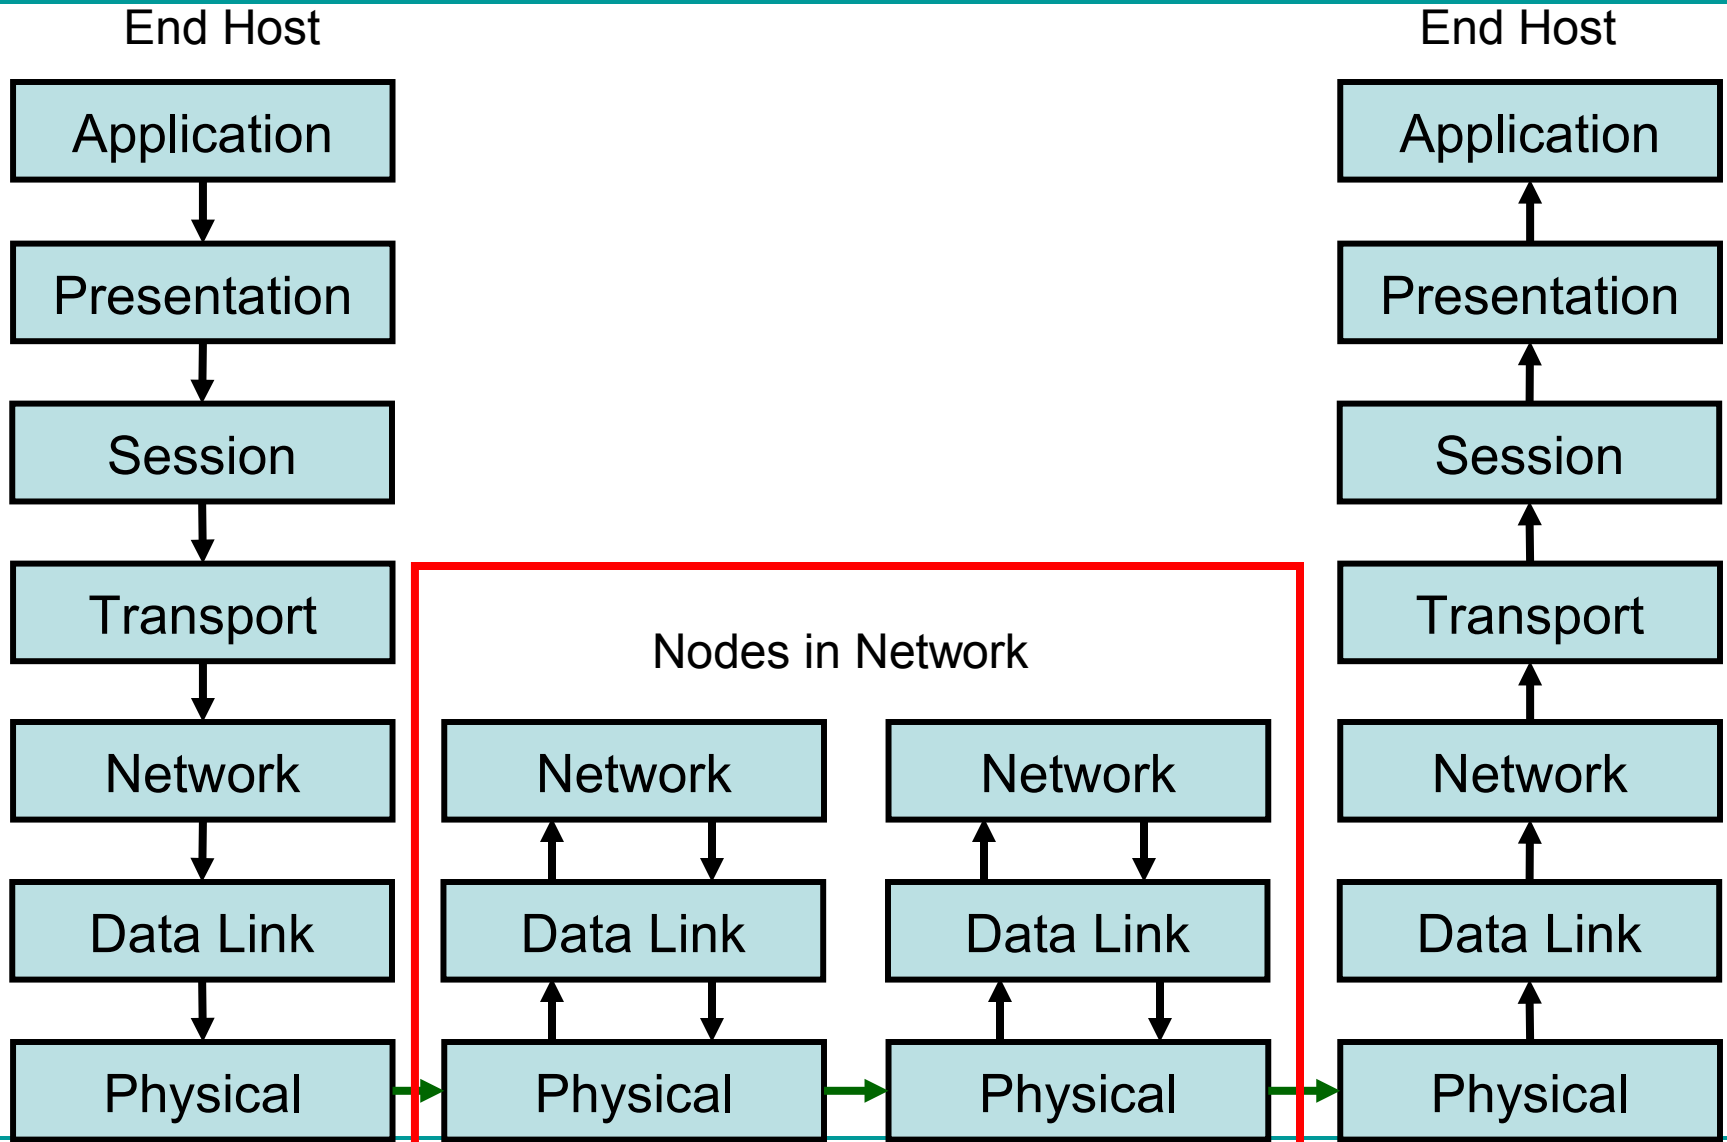 End Host
End Host
Application
Application
Presentation
Presentation
Session
Session
Transport
Transport
Nodes in Network
Network
Network
Network
Network
Data Link
Data Link
Data Link
Data Link
Physical
Physical
Physical
Physical